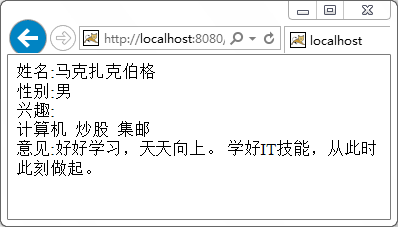 http://localhost:8080/
localhost
姓名:马克扎克伯格
性别:男
兴趣:
计算机 炒股 集邮
意见:好好学习，天天向上。 学好IT技能，从此时
此刻做起。